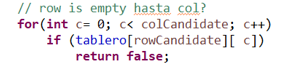 // row is empty hasta col?
for(int c= 0; c< colCandidate; c++)
    if (tablero[rowCandidate][ c])
        return false;